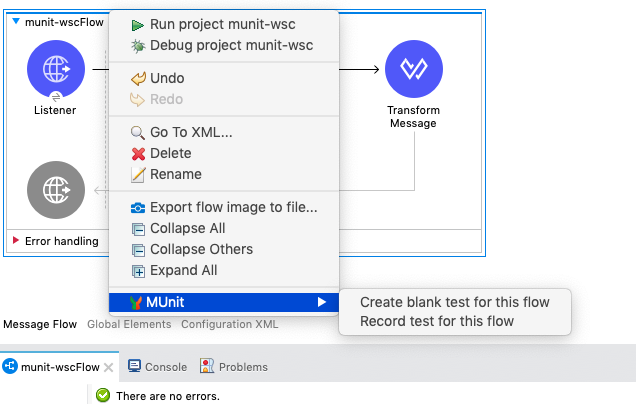 munit-wscFlow
Run project munit-wsc
Debug project munit-wsc
Undo
Redo
Listener
Transform
Message
Go To XML...
Delete
Rename
Export flow image to file...
Collapse All
Collapse Others
Expand All
Error handling
MUnit
Create blank test for this flow
Record test for this flow
Message Flow Global Elements Configuration XML
munit-wscFlow Console Problems
There are no errors.